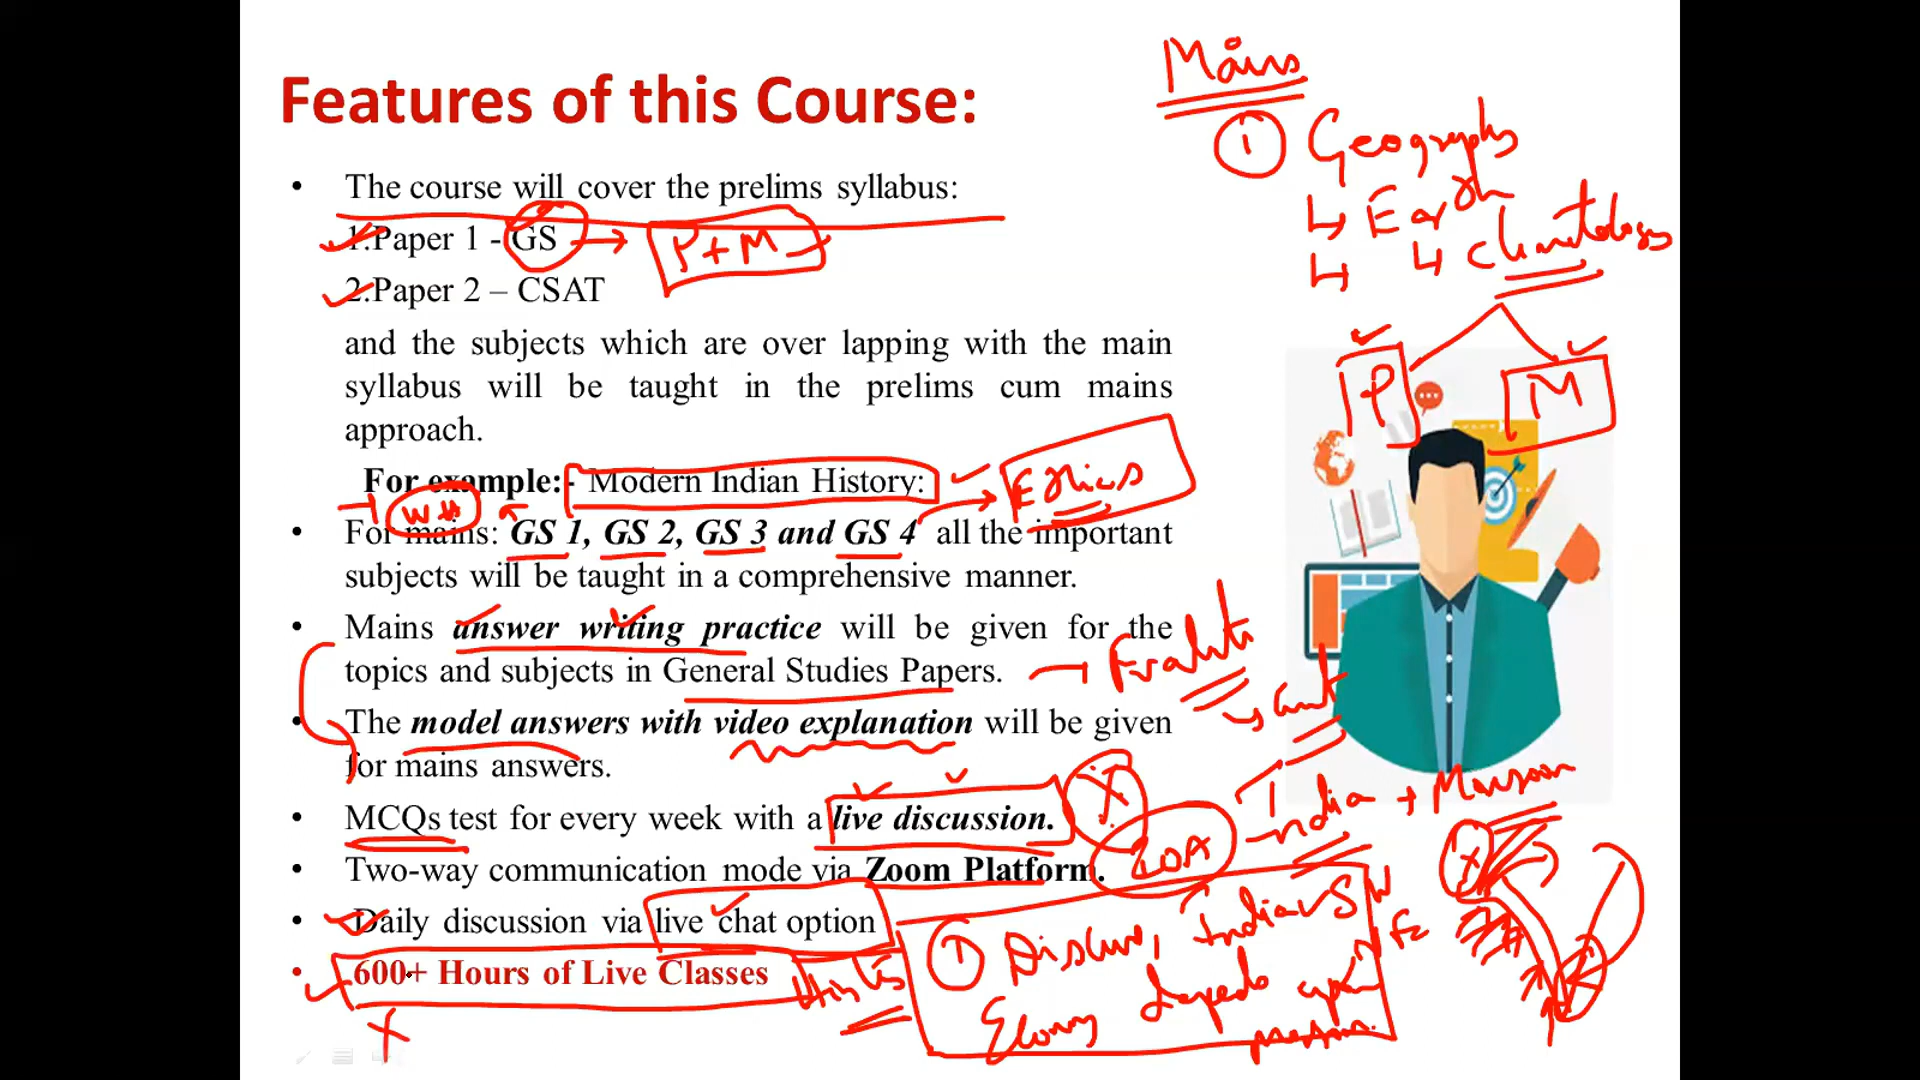 Features of this Course:
Mains
1 Geography
↳ Earth
↳ ↳ Climatology
• The course will cover the prelims syllabus:
1.Paper 1 - GS → P+M
2.Paper 2 – CSAT
and the subjects which are over lapping with the main
syllabus will be taught in the prelims cum mains
approach.
P M
For example:- Modern Indian History: Ethics
WH
• For mains: GS 1, GS 2, GS 3 and GS 4 all the important
subjects will be taught in a comprehensive manner.
• Mains answer writing practice will be given for the
topics and subjects in General Studies Papers.
• The model answers with video explanation will be given
for mains answers.
India + Monsoon
• MCQs test for every week with a live discussion.
• Two-way communication mode via Zoom Platform.
• Daily discussion via live chat option
• 600+ Hours of Live Classes
1 Discuss, Indian SW